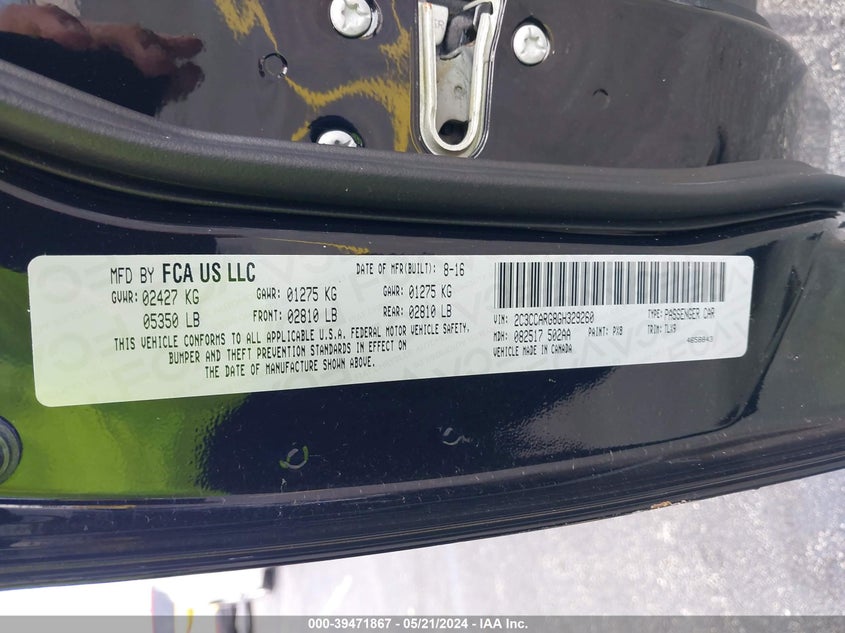 MFD BY FCA US LLC
DATE OF MFR(BUILT): 8-16
GVWR: 02427 KG GAWR: 01275 KG GAWR: 01275 KG
05350 LB FRONT: 02810 LB REAR: 02810 LB
THIS VEHICLE CONFORMS TO ALL APPLICABLE U.S.A. FEDERAL MOTOR VEHICLE SAFETY,
BUMPER AND THEFT PREVENTION STANDARDS IN EFFECT ON
THE DATE OF MANUFACTURE SHOWN ABOVE.
VIN: 2C3CCARG8GH329260 TYPE: PASSENGER CAR
MDH: 082517 502AA PAINT: PX8 TRIM: TLX9
VEHICLE MADE IN CANADA 4658843
000-39471867 - 05/21/2024 - IAA Inc.